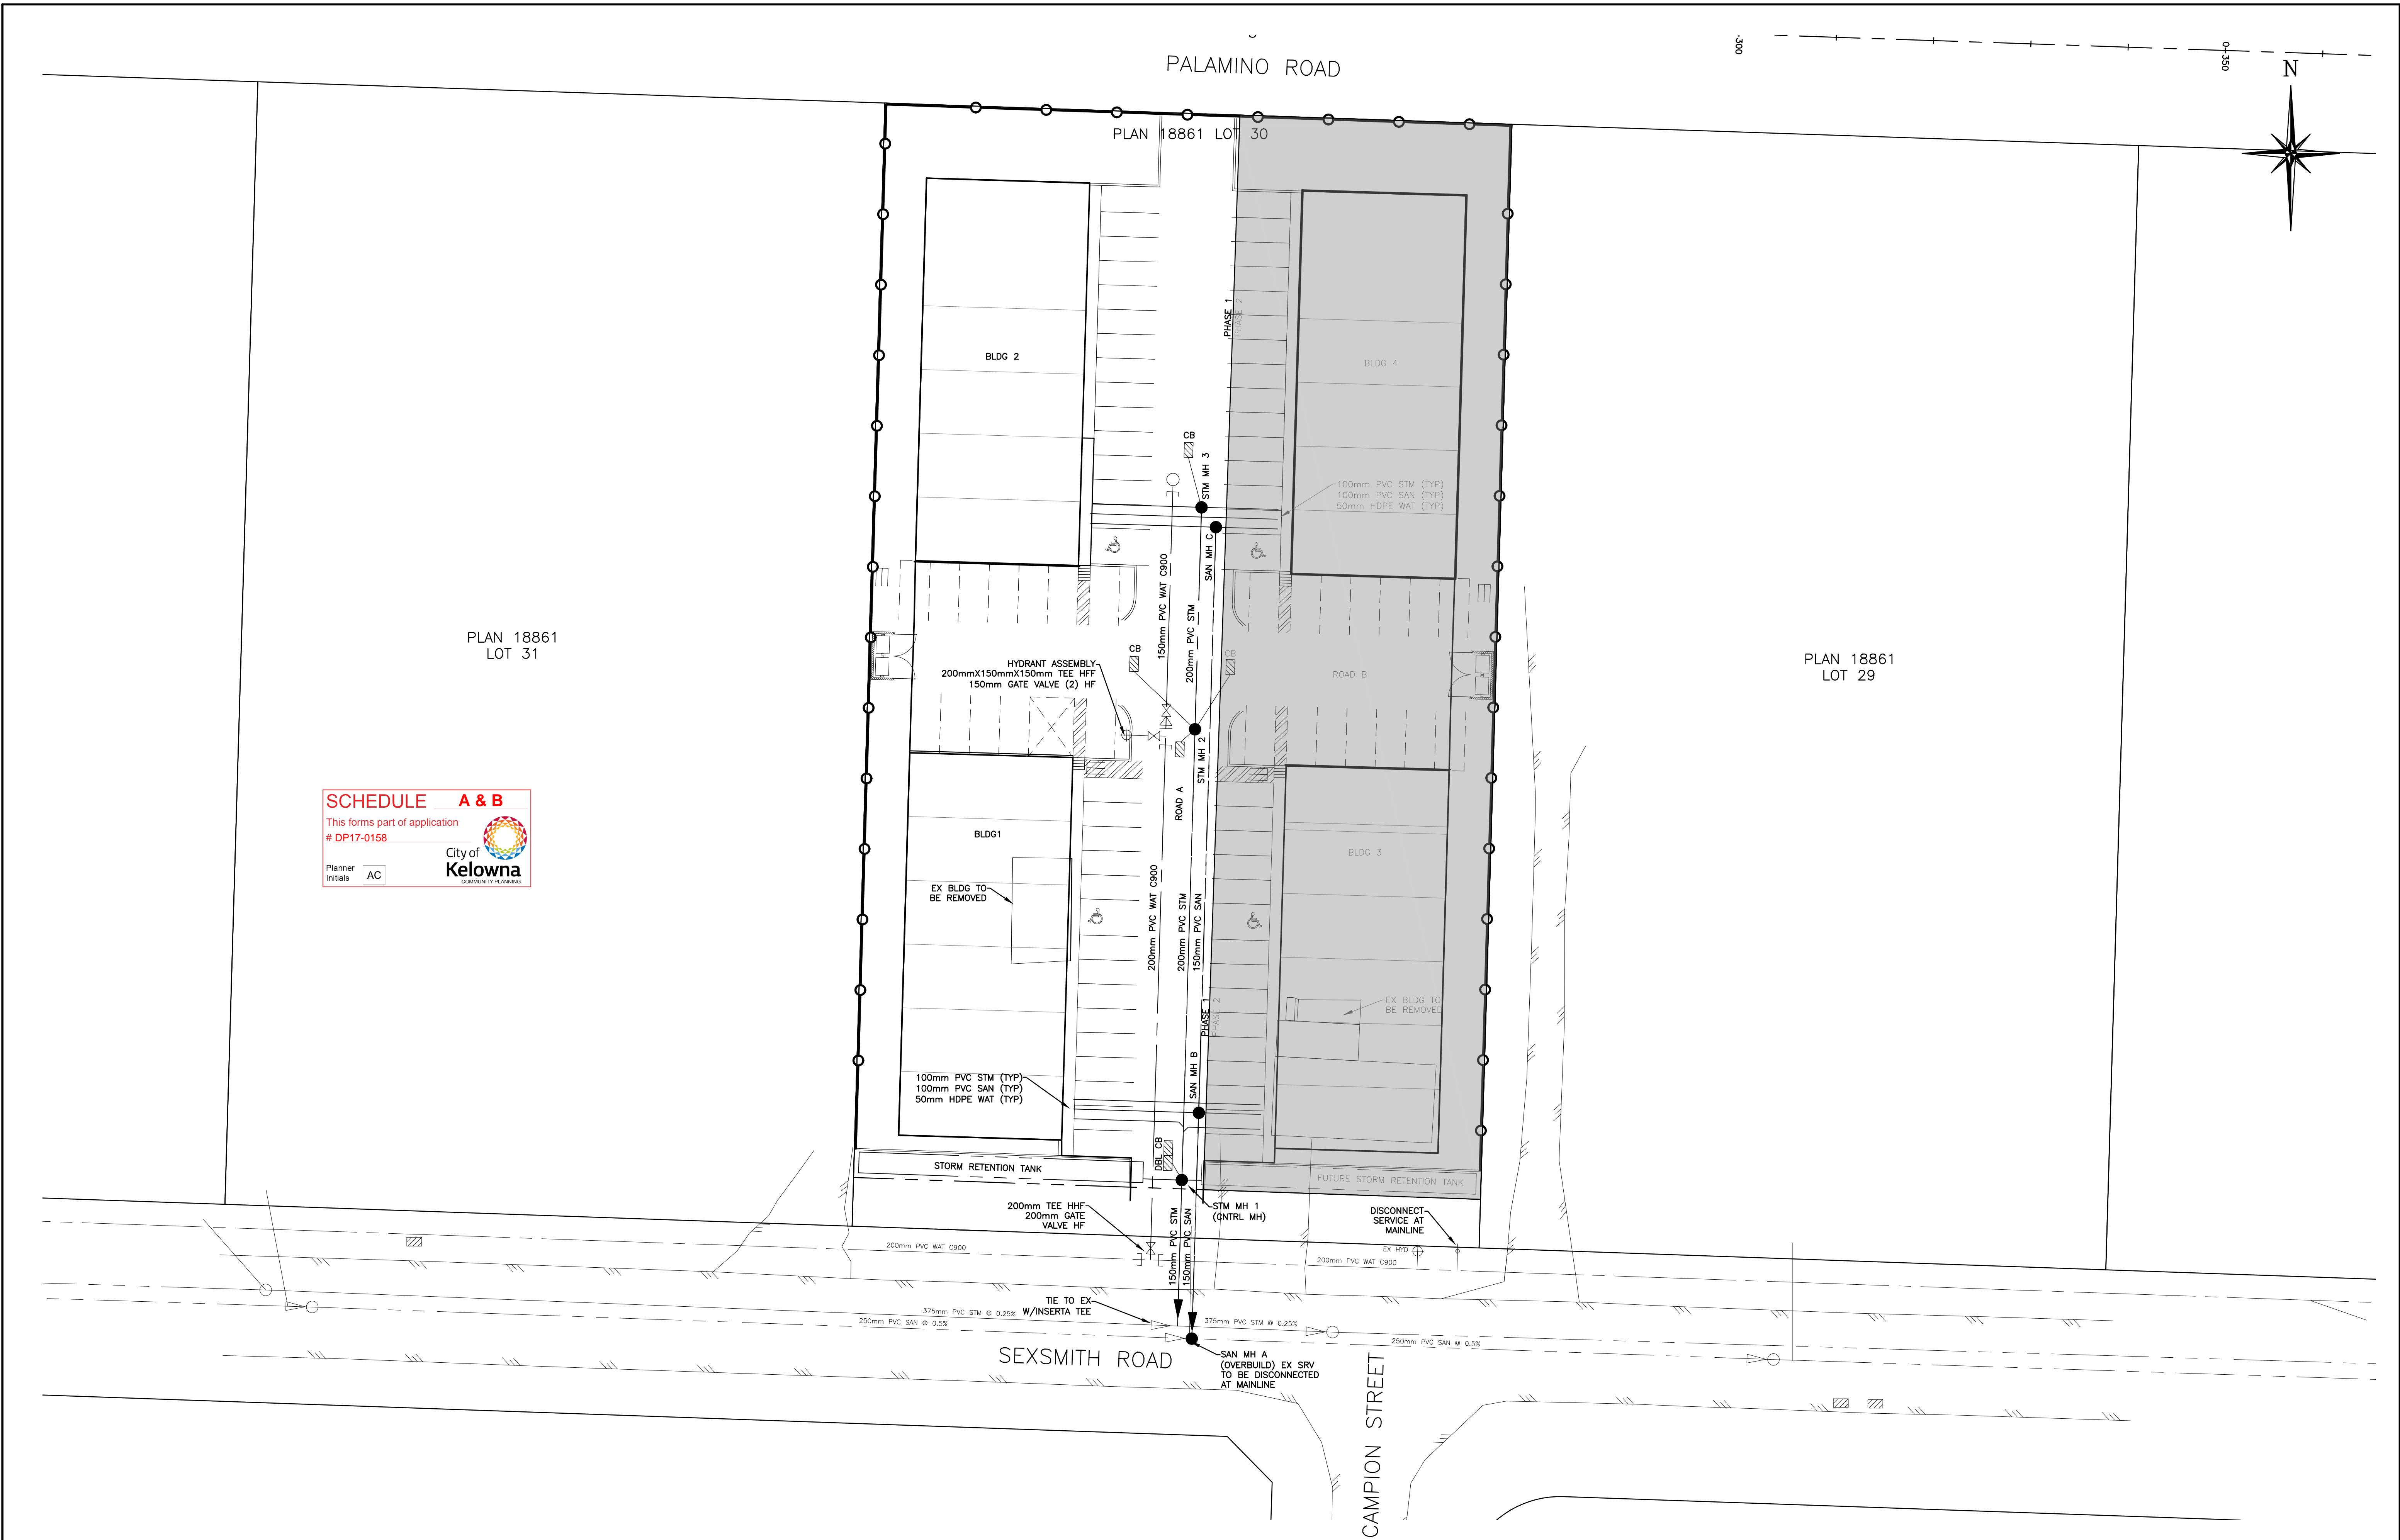 PALAMINO ROAD
-300
0+350
N
PLAN 18861 LOT 30
PHASE 1
PHASE 2
BLDG 2
BLDG 4
CB
STM MH 3
100mm PVC STM (TYP)
100mm PVC SAN (TYP)
50mm HDPE WAT (TYP)
SAN MH C
150mm PVC WAT C900
200mm PVC STM
PLAN 18861
LOT 31
HYDRANT ASSEMBLY
200mmX150mmX150mm TEE HFF
150mm GATE VALVE (2) HF
CB
CB
ROAD B
PLAN 18861
LOT 29
STM MH 2
ROAD A
SCHEDULE A & B
This forms part of application
# DP17-0158
City of
Kelowna
COMMUNITY PLANNING
Planner
Initials AC
BLDG1
BLDG 3
EX BLDG TO
BE REMOVED
200mm PVC WAT C900
200mm PVC STM
150mm PVC SAN
EX BLDG TO
BE REMOVED
PHASE 1
PHASE 2
SAN MH B
100mm PVC STM (TYP)
100mm PVC SAN (TYP)
50mm HDPE WAT (TYP)
DBL CB
STORM RETENTION TANK
FUTURE STORM RETENTION TANK
200mm TEE HHF
200mm GATE
VALVE HF
STM MH 1
(CNTRL MH)
DISCONNECT
SERVICE AT
MAINLINE
150mm PVC STM
150mm PVC SAN
200mm PVC WAT C900
EX HYD
200mm PVC WAT C900
TIE TO EX
W/INSERTA TEE
375mm PVC STM @ 0.25%
250mm PVC SAN @ 0.5%
375mm PVC STM @ 0.25%
250mm PVC SAN @ 0.5%
SEXSMITH ROAD
SAN MH A
(OVERBUILD) EX SRV
TO BE DISCONNECTED
AT MAINLINE
CAMPION STREET